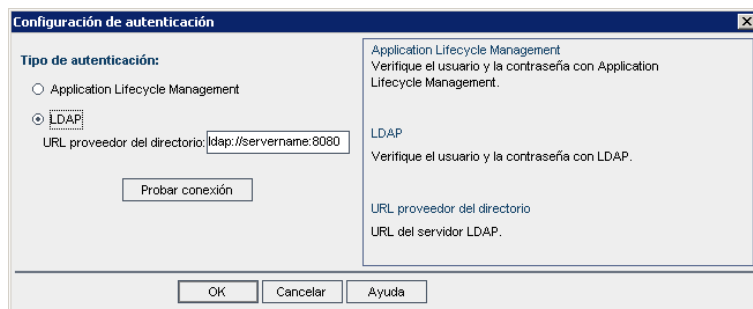 Configuración de autenticación
Tipo de autenticación:
Application Lifecycle Management
LDAP
URL proveedor del directorio: ldap://servername:8080
Probar conexión
Application Lifecycle Management
Verifique el usuario y la contraseña con Application
Lifecycle Management.
LDAP
Verifique el usuario y la contraseña con LDAP.
URL proveedor del directorio
URL del servidor LDAP.
OK
Cancelar
Ayuda